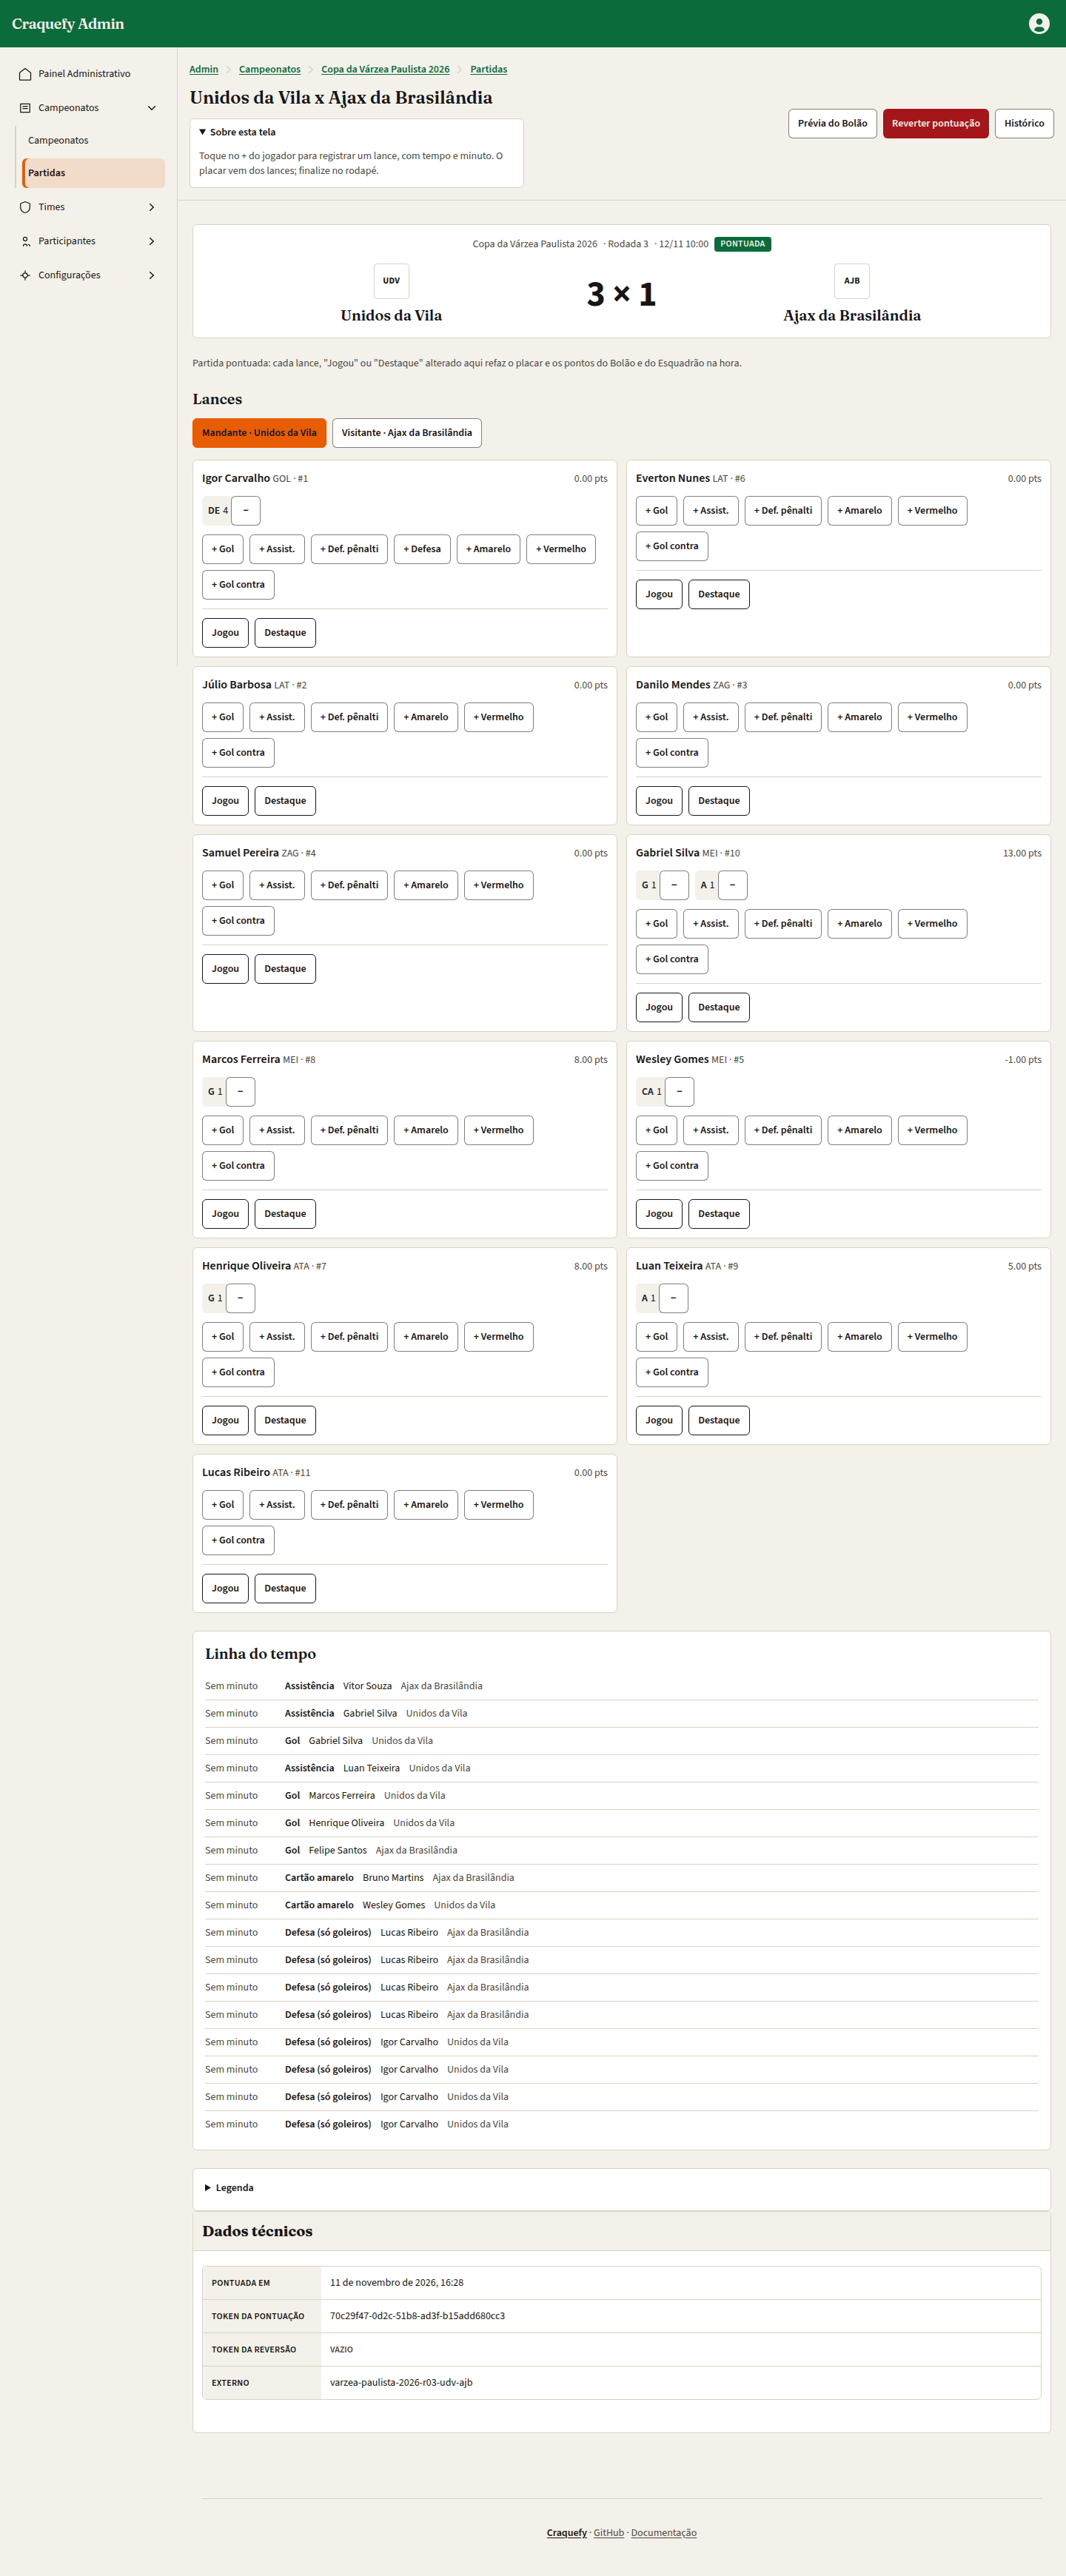 Craquefy Admin
Painel Administrativo
Campeonatos
Campeonatos
Partidas
Times
Participantes
Configurações
Admin > Campeonatos > Copa da Várzea Paulista 2026 > Partidas
Unidos da Vila x Ajax da Brasilândia
▼ Sobre esta tela
Toque no + do jogador para registrar um lance, com tempo e minuto. O
placar vem dos lances; finalize no rodapé.
Prévia do Bolão Reverter pontuação Histórico
Copa da Várzea Paulista 2026 · Rodada 3 · 12/11 10:00 PONTUADA
UDV 3 × 1 AJB
Unidos da Vila Ajax da Brasilândia
Partida pontuada: cada lance, "Jogou" ou "Destaque" alterado aqui refaz o placar e os pontos do Bolão e do Esquadrão na hora.
Lances
Mandante · Unidos da Vila Visitante · Ajax da Brasilândia
Igor Carvalho GOL · #1 0.00 pts
DE 4 −
+ Gol + Assist. + Def. pênalti + Defesa + Amarelo + Vermelho
+ Gol contra
Jogou Destaque
Everton Nunes LAT · #6 0.00 pts
+ Gol + Assist. + Def. pênalti + Amarelo + Vermelho
+ Gol contra
Jogou Destaque
Júlio Barbosa LAT · #2 0.00 pts
+ Gol + Assist. + Def. pênalti + Amarelo + Vermelho
+ Gol contra
Jogou Destaque
Danilo Mendes ZAG · #3 0.00 pts
+ Gol + Assist. + Def. pênalti + Amarelo + Vermelho
+ Gol contra
Jogou Destaque
Samuel Pereira ZAG · #4 0.00 pts
+ Gol + Assist. + Def. pênalti + Amarelo + Vermelho
+ Gol contra
Jogou Destaque
Gabriel Silva MEI · #10 13.00 pts
G 1 − A 1 −
+ Gol + Assist. + Def. pênalti + Amarelo + Vermelho
+ Gol contra
Jogou Destaque
Marcos Ferreira MEI · #8 8.00 pts
G 1 −
+ Gol + Assist. + Def. pênalti + Amarelo + Vermelho
+ Gol contra
Jogou Destaque
Wesley Gomes MEI · #5 -1.00 pts
CA 1 −
+ Gol + Assist. + Def. pênalti + Amarelo + Vermelho
+ Gol contra
Jogou Destaque
Henrique Oliveira ATA · #7 8.00 pts
G 1 −
+ Gol + Assist. + Def. pênalti + Amarelo + Vermelho
+ Gol contra
Jogou Destaque
Luan Teixeira ATA · #9 5.00 pts
A 1 −
+ Gol + Assist. + Def. pênalti + Amarelo + Vermelho
+ Gol contra
Jogou Destaque
Lucas Ribeiro ATA · #11 0.00 pts
+ Gol + Assist. + Def. pênalti + Amarelo + Vermelho
+ Gol contra
Jogou Destaque
Linha do tempo
Sem minuto Assistência Vitor Souza Ajax da Brasilândia
Sem minuto Assistência Gabriel Silva Unidos da Vila
Sem minuto Gol Gabriel Silva Unidos da Vila
Sem minuto Assistência Luan Teixeira Unidos da Vila
Sem minuto Gol Marcos Ferreira Unidos da Vila
Sem minuto Gol Henrique Oliveira Unidos da Vila
Sem minuto Gol Felipe Santos Ajax da Brasilândia
Sem minuto Cartão amarelo Bruno Martins Ajax da Brasilândia
Sem minuto Cartão amarelo Wesley Gomes Unidos da Vila
Sem minuto Defesa (só goleiros) Lucas Ribeiro Ajax da Brasilândia
Sem minuto Defesa (só goleiros) Lucas Ribeiro Ajax da Brasilândia
Sem minuto Defesa (só goleiros) Lucas Ribeiro Ajax da Brasilândia
Sem minuto Defesa (só goleiros) Lucas Ribeiro Ajax da Brasilândia
Sem minuto Defesa (só goleiros) Igor Carvalho Unidos da Vila
Sem minuto Defesa (só goleiros) Igor Carvalho Unidos da Vila
Sem minuto Defesa (só goleiros) Igor Carvalho Unidos da Vila
Sem minuto Defesa (só goleiros) Igor Carvalho Unidos da Vila
▶ Legenda
Dados técnicos
PONTUADA EM 11 de novembro de 2026, 16:28
TOKEN DA PONTUAÇÃO 70c29f47-0d2c-51b8-ad3f-b15add680cc3
TOKEN DA REVERSÃO VAZIO
EXTERNO varzea-paulista-2026-r03-udv-ajb
Craquefy · GitHub · Documentação